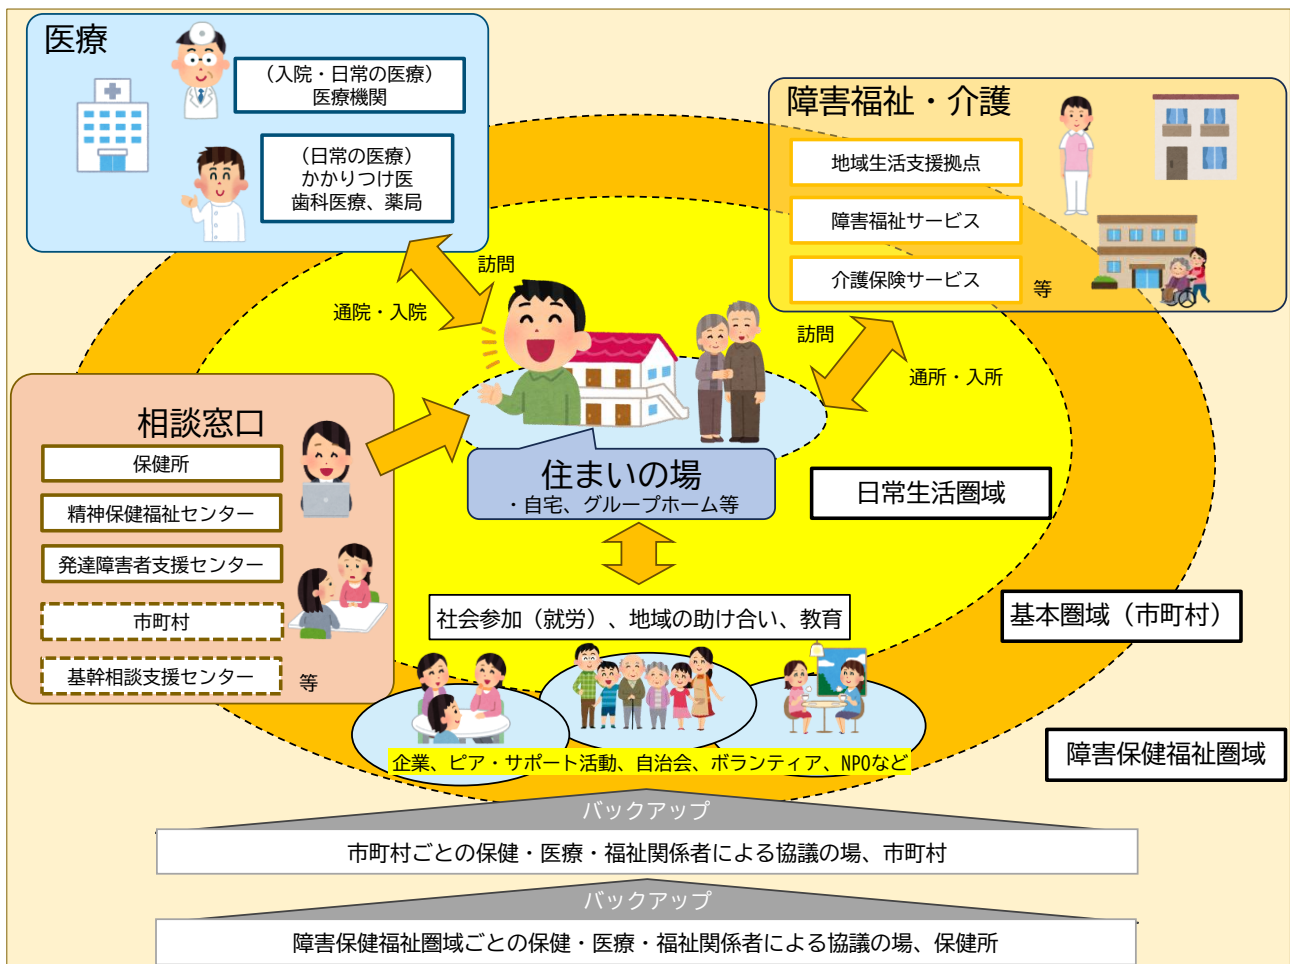 医療
（入院・日常の医療）
医療機関
（日常の医療）
かかりつけ医
歯科医療、薬局
訪問
通院・入院
障害福祉・介護
地域生活支援拠点
障害福祉サービス
介護保険サービス
等
訪問
通所・入所
相談窓口
保健所
精神保健福祉センター
発達障害者支援センター
市町村
基幹相談支援センター
等
住まいの場
・自宅、グループホーム等
日常生活圏域
社会参加（就労）、地域の助け合い、教育
基本圏域（市町村）
障害保健福祉圏域
企業、ピア・サポート活動、自治会、ボランティア、NPOなど
バックアップ
市町村ごとの保健・医療・福祉関係者による協議の場、市町村
バックアップ
障害保健福祉圏域ごとの保健・医療・福祉関係者による協議の場、保健所